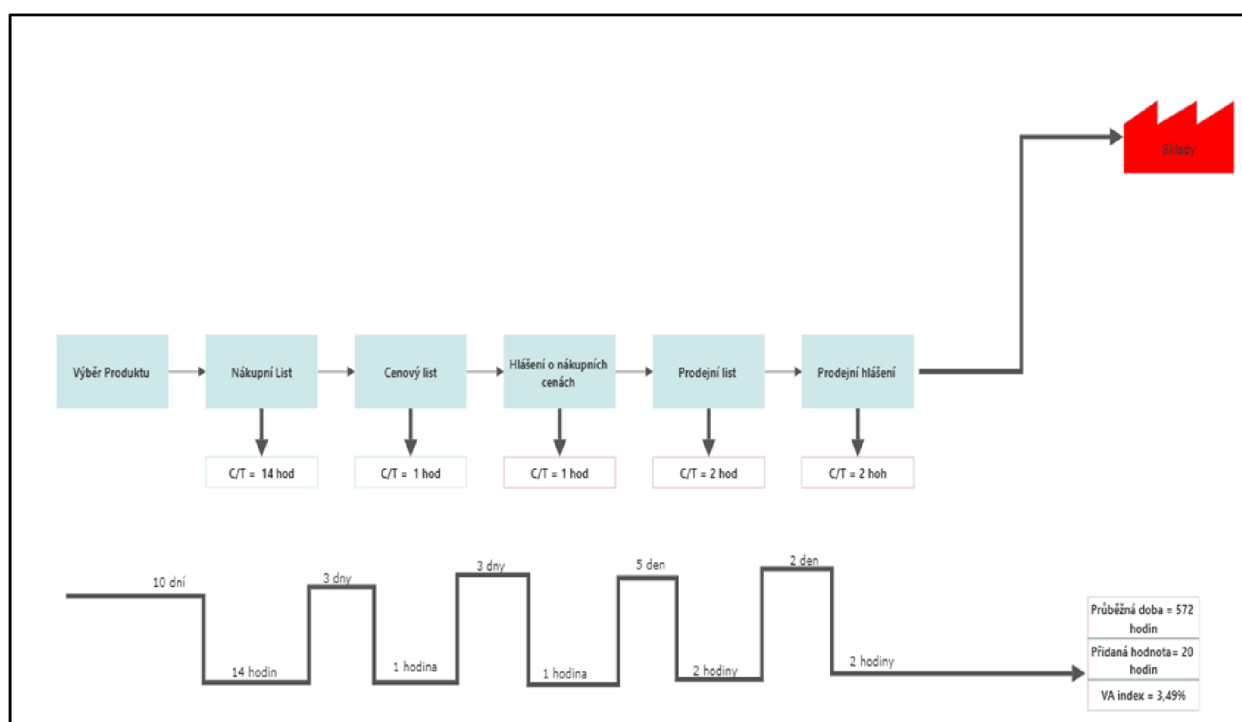 Sklady
Výběr Produktu
Nákupní List
Cenový list
Hlášení o nákupních
cenách
Prodejní list
Prodejní hlášení
C/T = 14 hod
C/T = 1 hod
C/T = 1 hod
C/T = 2 hod
C/T = 2 hoh
10 dní
3 dny
3 dny
5 den
2 den
14 hodin
1 hodina
1 hodina
2 hodiny
2 hodiny
Průběžná doba = 572
hodin
Přidaná hodnota= 20
hodin
VA index = 3,49%